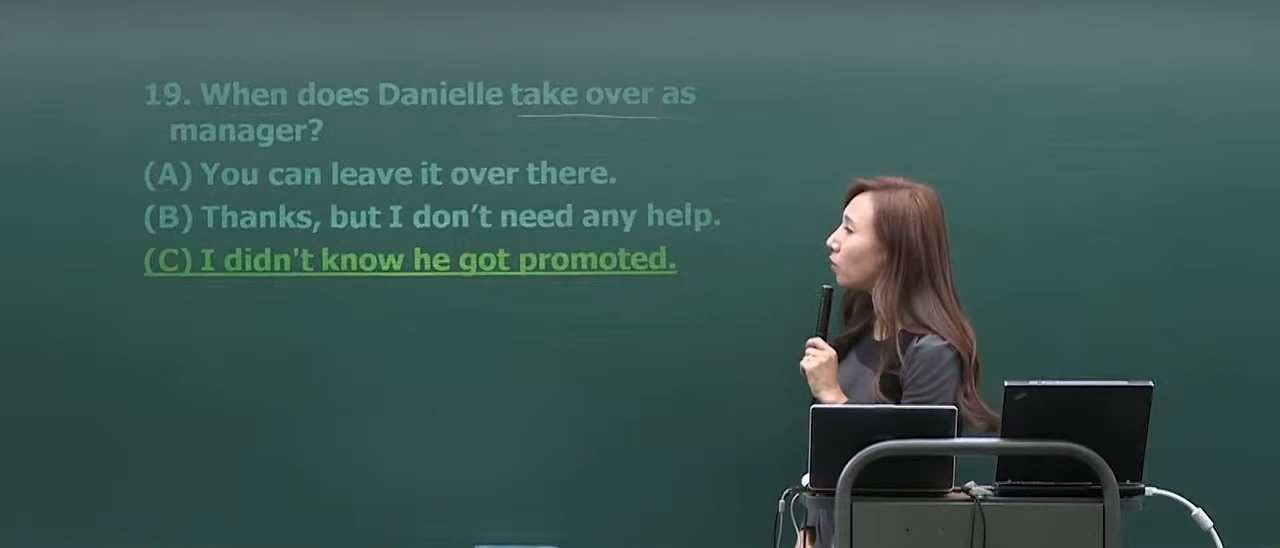 19. When does Danielle take over as
manager?
(A) You can leave it over there.
(B) Thanks, but I don’t need any help.
(C) I didn't know he got promoted.